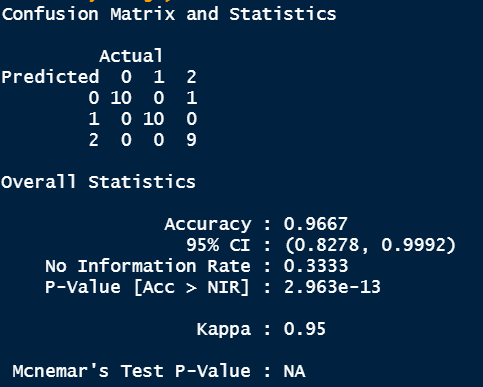 Confusion Matrix and Statistics
Actual
Predicted 0 1 2
0 10 0 1
1 0 10 0
2 0 0 9
Overall Statistics
Accuracy : 0.9667
95% CI : (0.8278, 0.9992)
No Information Rate : 0.3333
P-Value [Acc > NIR] : 2.963e-13
Kappa : 0.95
Mcnemar's Test P-Value : NA